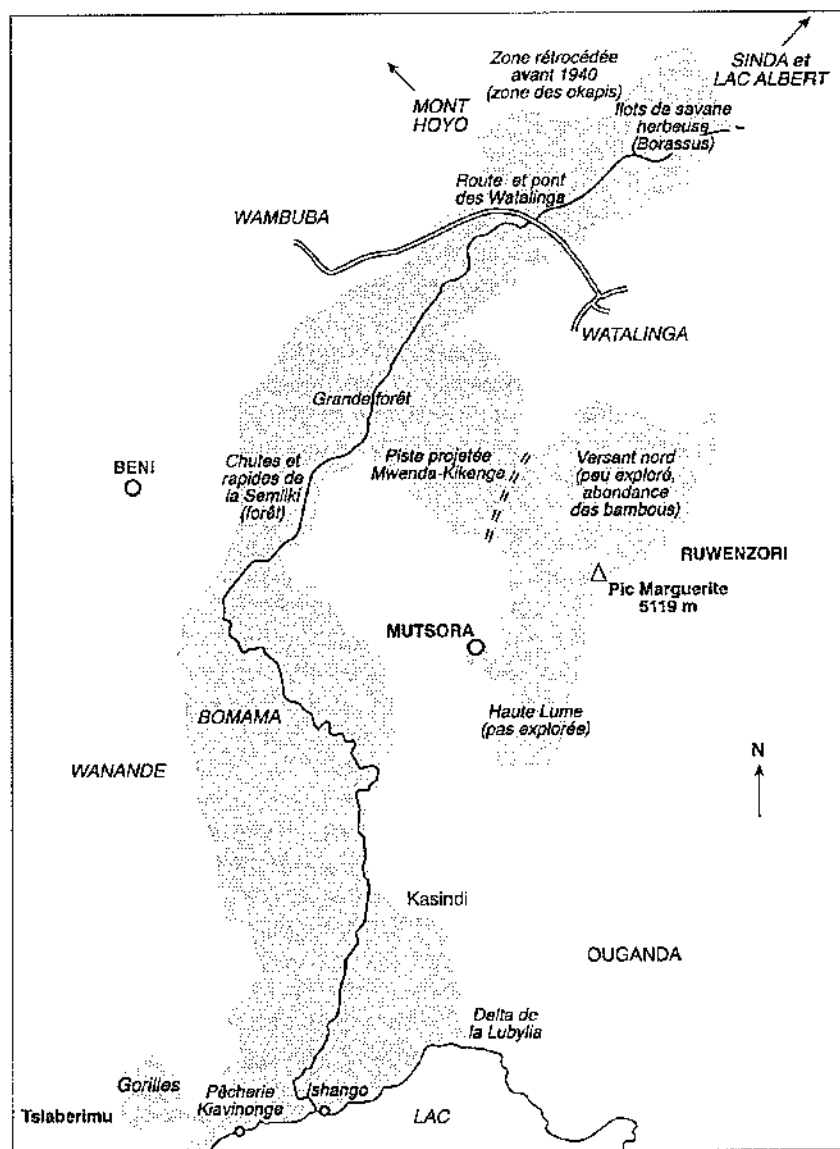 Zone rétrocédée
avant 1940
(zone des okapis)
SINDA et
LAC ALBERT
MONT
HOYO
Ilots de savane
herbeuse
(Borassus)
Route et pont
des Watalinga
WAMBUBA
WATALINGA
Grande forêt
BENI
Chutes et
rapides de
la Semliki
(forêt)
Piste projetée
Mwenda-Kikenge
Versant nord
(peu exploré,
abondance
des bambous)
RUWENZORI
Pic Marguerite
5119 m
MUTSORA
BOMAMA
Haute Lume
(pas explorée)
WANANDE
N
Kasindi
OUGANDA
Delta de
la Lubylia
Gorilles
Pêcherie
Kiavinonge
Ishango
Tslaberimu
LAC